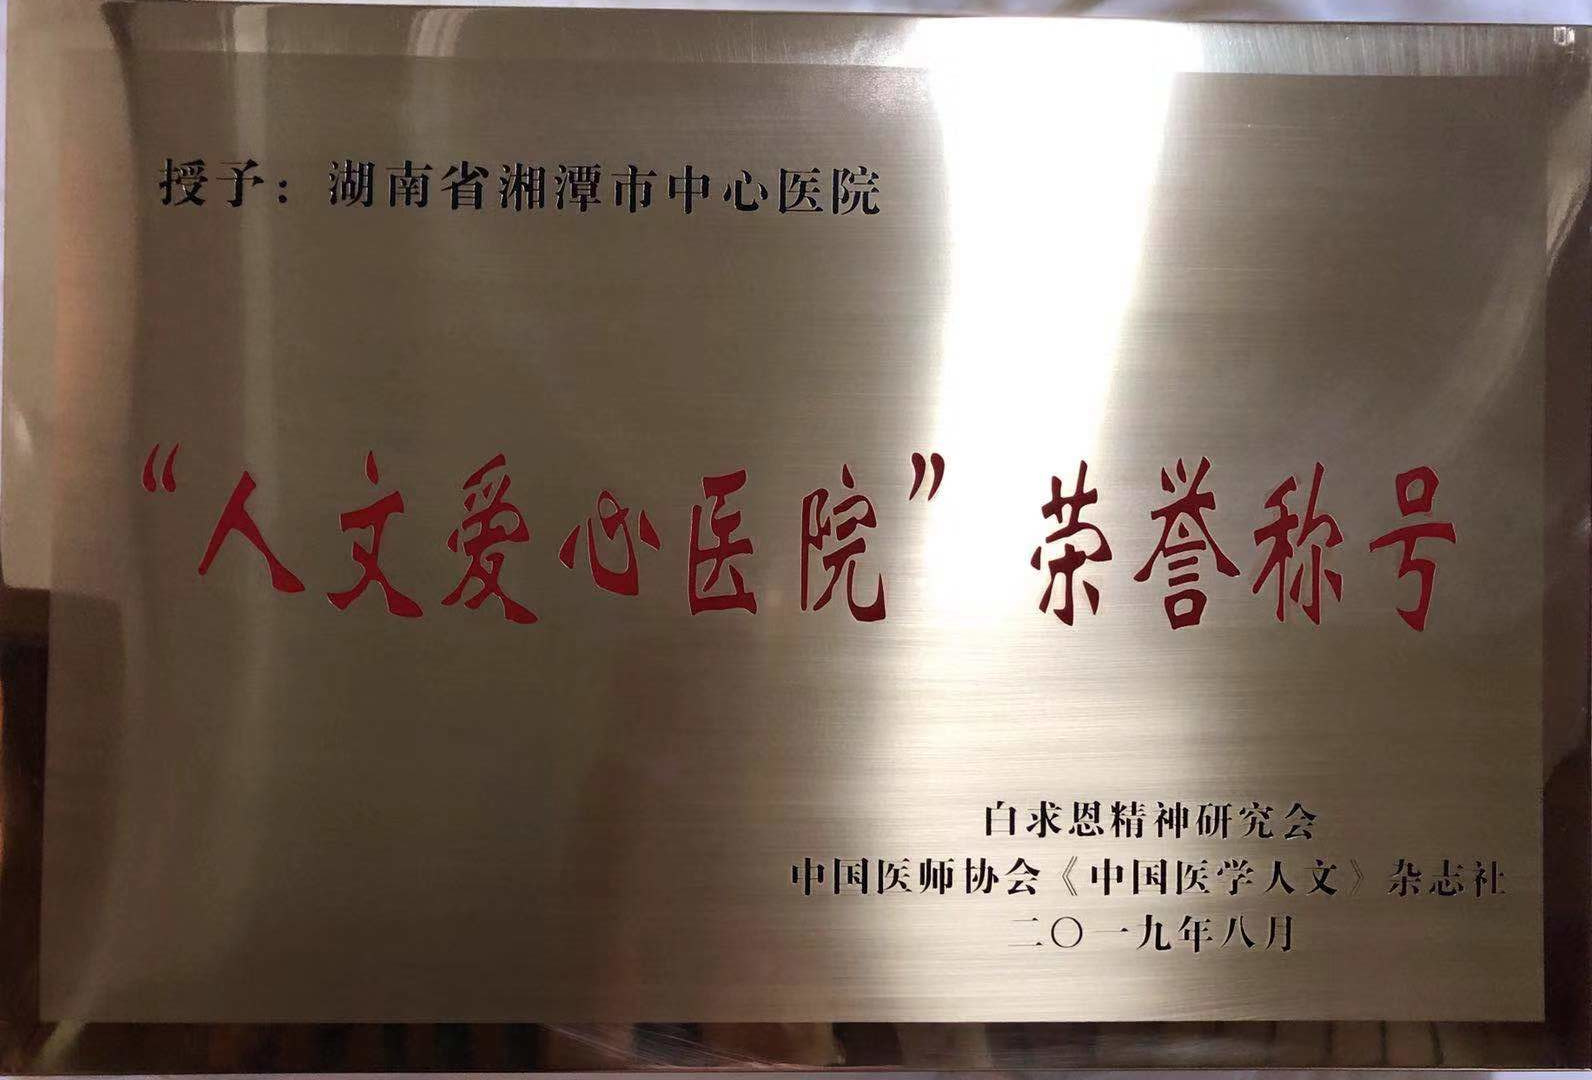 授予：湖南省湘潭市中心医院
“人文爱心医院”荣誉称号
白求恩精神研究会
中国医师协会《中国医学人文》杂志社
二〇一九年八月